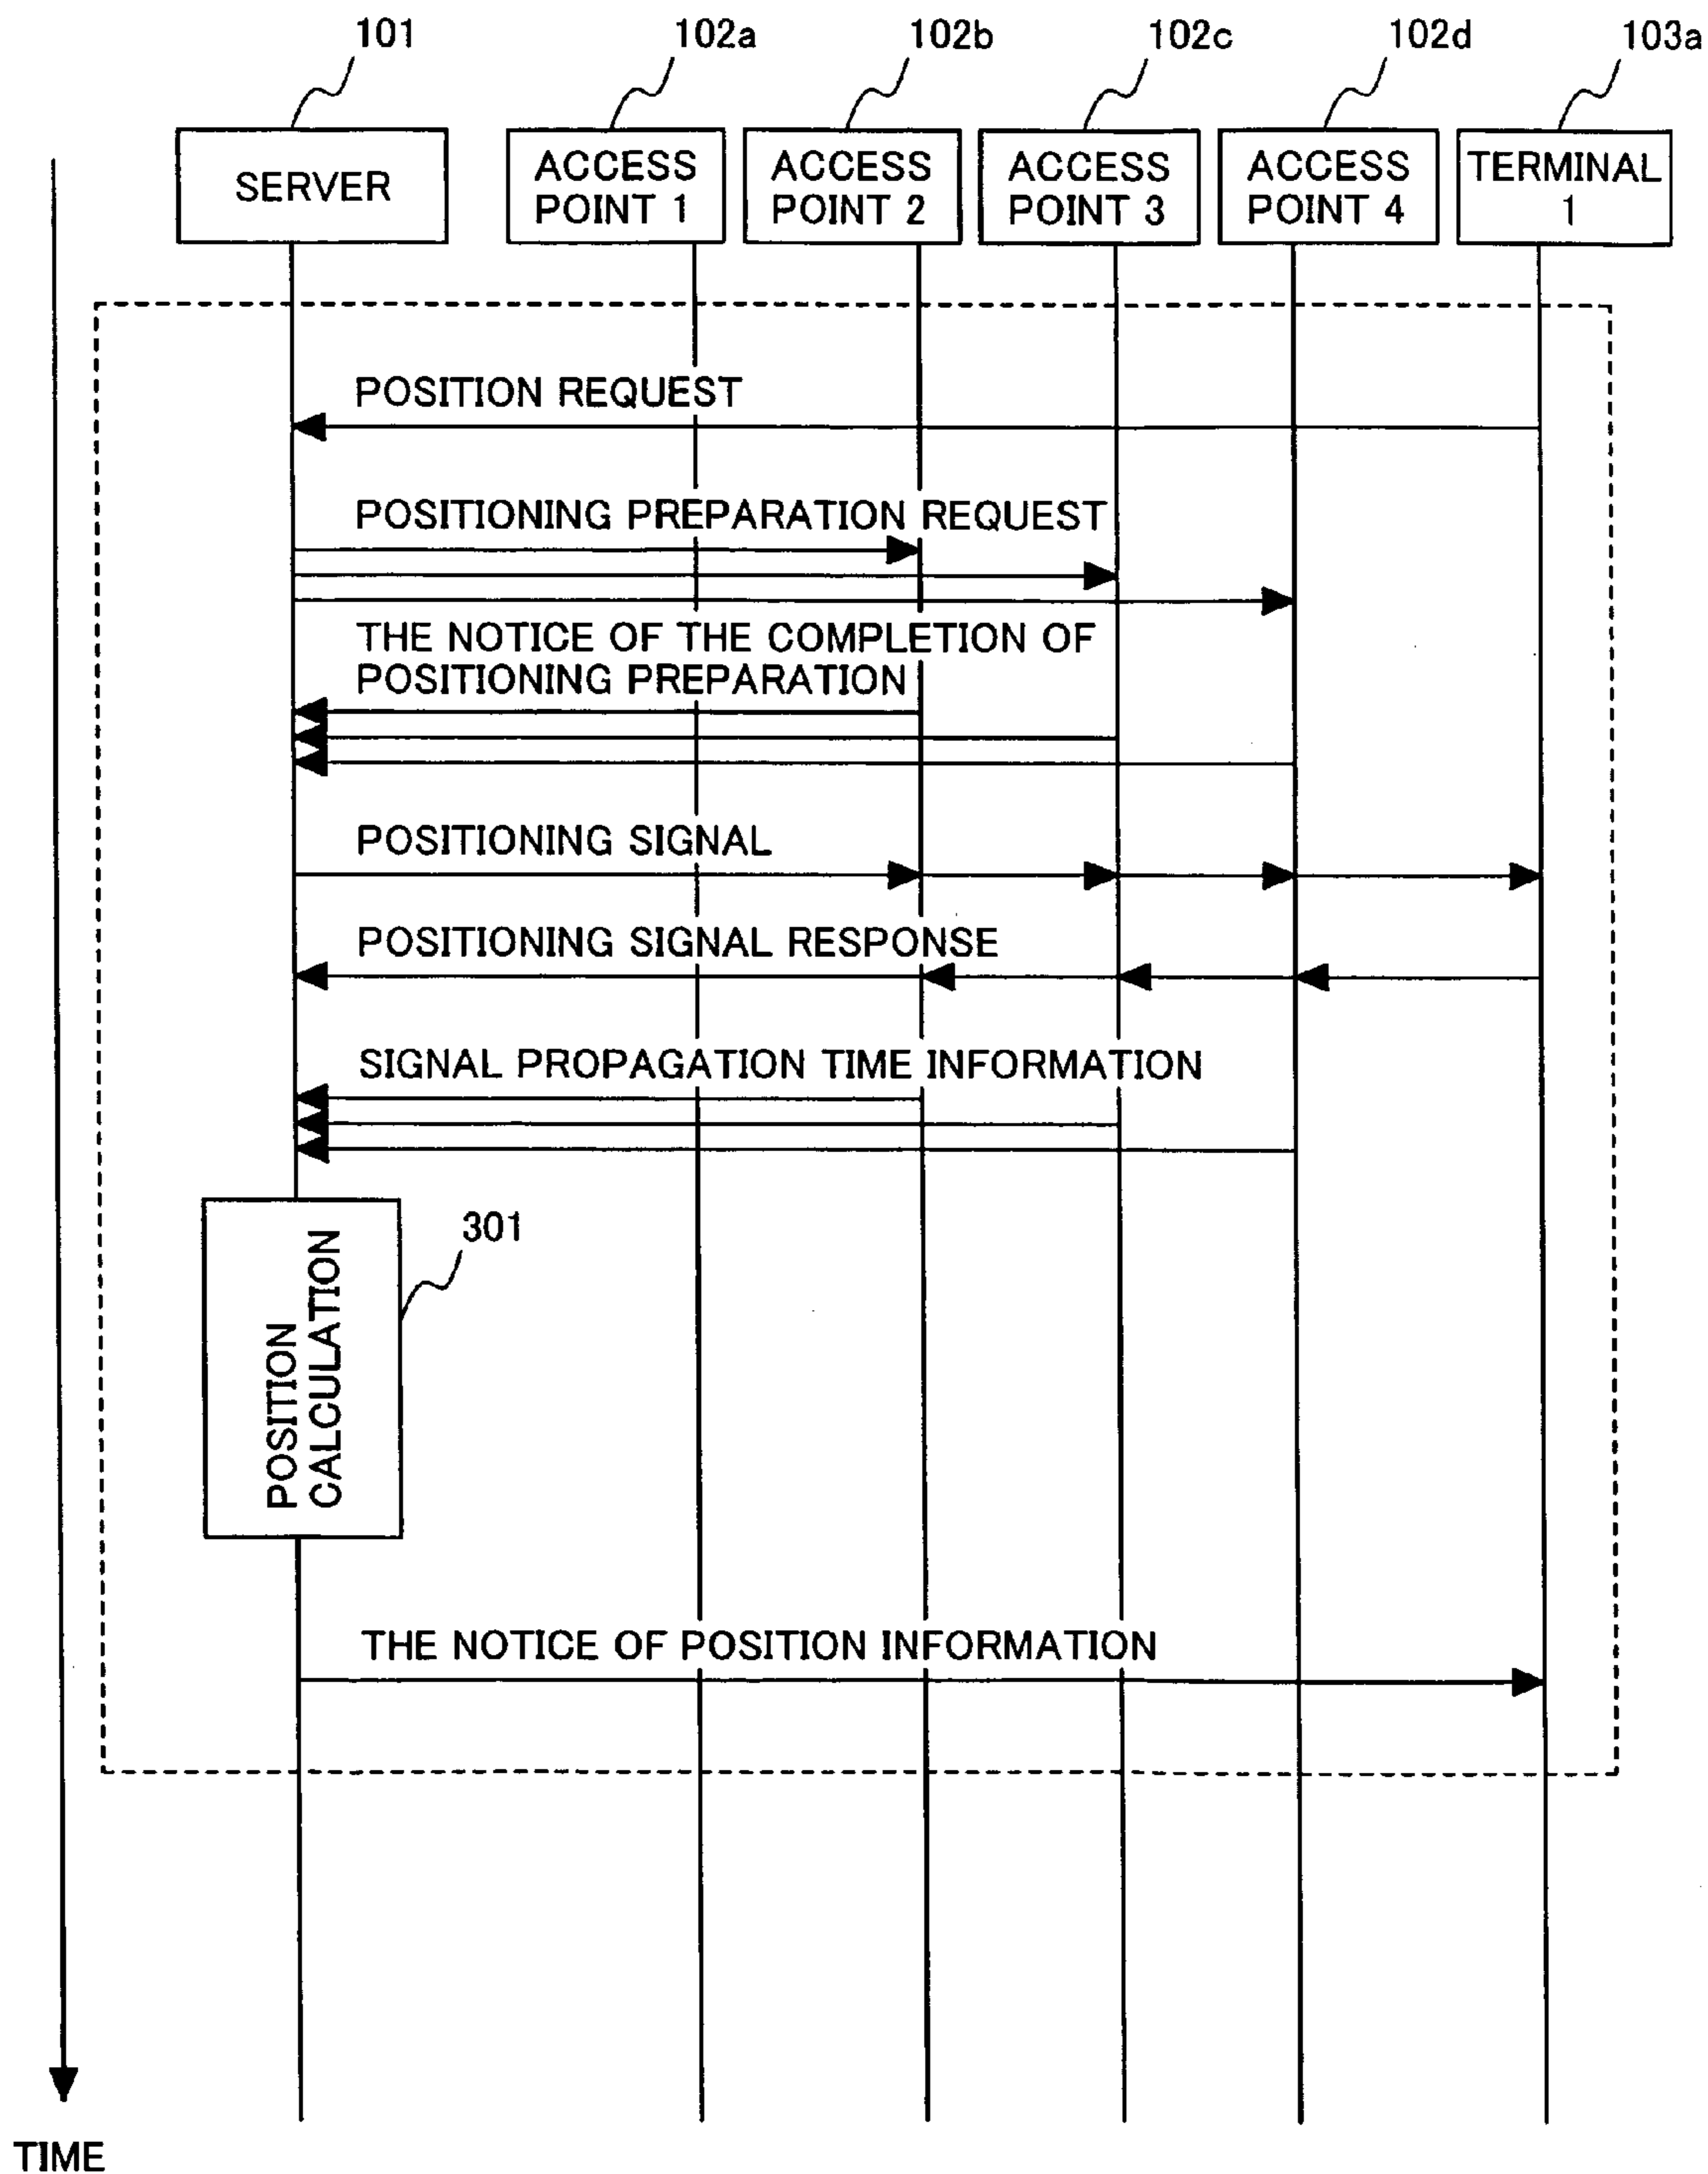 101
102a
102b
102c
102d
103a
SERVER
ACCESS
POINT 1
ACCESS
POINT 2
ACCESS
POINT 3
ACCESS
POINT 4
TERMINAL
1
POSITION REQUEST
POSITIONING PREPARATION REQUEST
THE NOTICE OF THE COMPLETION OF
POSITIONING PREPARATION
POSITIONING SIGNAL
POSITIONING SIGNAL RESPONSE
SIGNAL PROPAGATION TIME INFORMATION
301
POSITION
CALCULATION
THE NOTICE OF POSITION INFORMATION
TIME